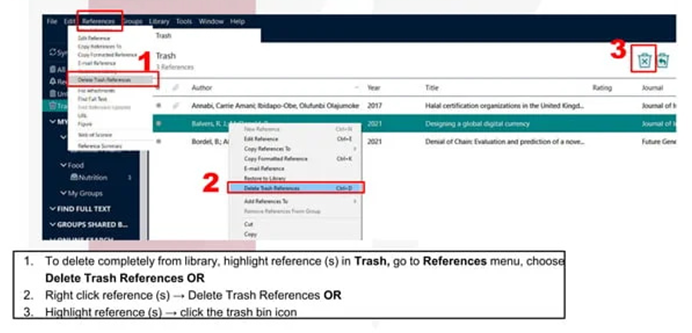 File Edit References Groups Library Tools Window Help
Edit Reference
Copy References To
Copy Formatted Reference
E-mail Reference
Delete Trash References
Find Full Text
URL
Figure
Web of Science
Reference Summary
1
Trash
Trash
3 References
3
Author Year Title Rating Journal
Annabi, Carrie Amani; Ibidapo-Obe, Olufunbi Olajumoke 2017 Halal certification organizations in the United Kingd... Journal of I
2021 Designing a global digital currency Journal of I
Bordel, B.; A 2021 Denial of Chain: Evaluation and prediction of a nove... Future Gene
New Reference Ctrl+N
Edit Reference Ctrl+E
Copy References To
Copy Formatted Reference Ctrl+K
E-mail Reference
Restore to Library
2
Delete Trash References Ctrl+D
Add References To
Remove References From Group
Cut
Copy
Food
Nutrition 3
My Groups
FIND FULL TEXT
GROUPS SHARED B...
ONLINE SEARCH
1. To delete completely from library, highlight reference (s) in Trash, go to References menu, choose
Delete Trash References OR
2. Right click reference (s) → Delete Trash References OR
3. Highlight reference (s) → click the trash bin icon